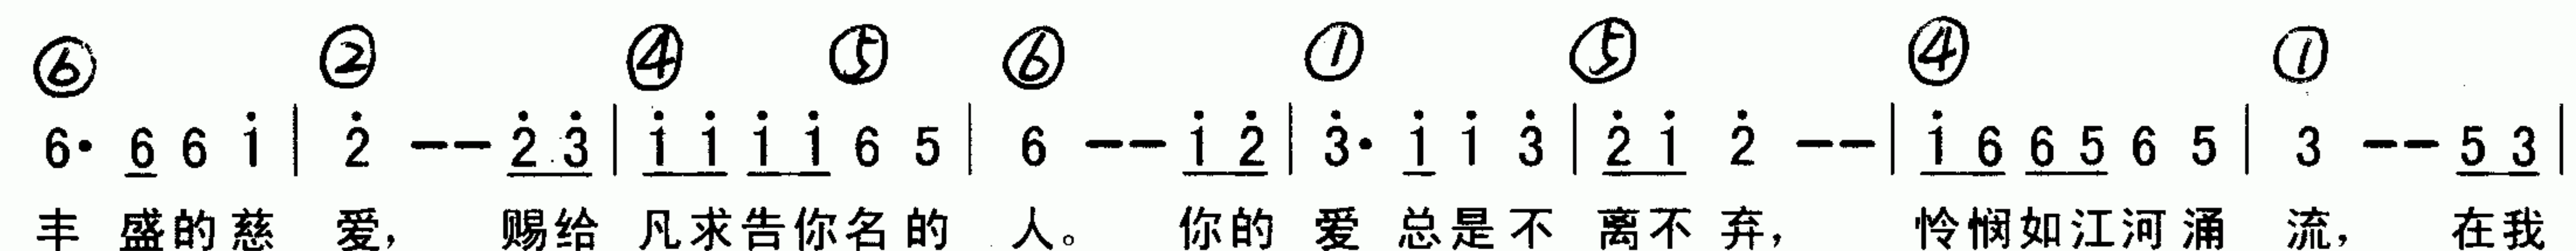 ⑥ ② ④ ⑤ ⑥ ① ⑤ ④ ①
6· 6 6 i̇ | 2̇ －－ 2̇ 3̇ | i̇ i̇ i̇ i̇ 6 5 | 6 －－ i̇ 2̇ | 3̇· i̇ i̇ 3̇ | 2̇ i̇ 2̇ －－ | i̇ 6 6 5 6 5 | 3 －－ 5 3 |
丰 盛的慈 爱， 赐给 凡求告你名的 人。 你的 爱 总是不 离不 弃， 怜悯如江河涌 流， 在我